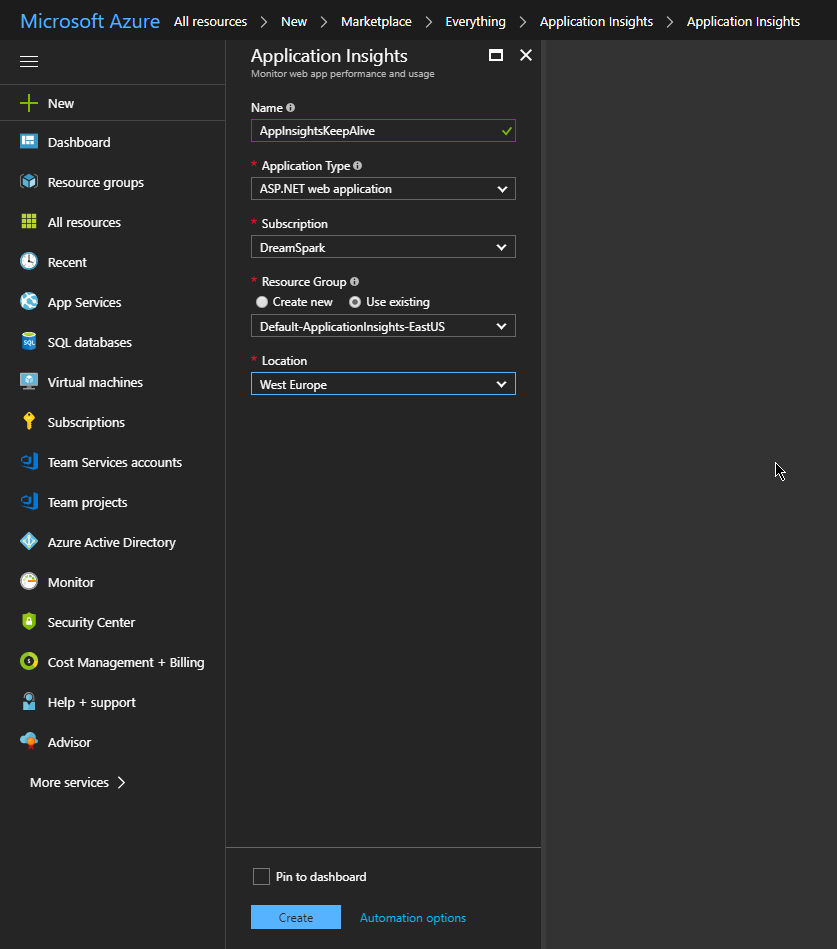 Microsoft Azure All resources New Marketplace Everything Application Insights Application Insights
New
Dashboard
Resource groups
All resources
Recent
App Services
SQL databases
Virtual machines
Subscriptions
Team Services accounts
Team projects
Azure Active Directory
Monitor
Security Center
Cost Management + Billing
Help + support
Advisor
More services
Application Insights
Monitor web app performance and usage
Name
AppInsightsKeepAlive
* Application Type
ASP.NET web application
* Subscription
DreamSpark
* Resource Group
Create new Use existing
Default-ApplicationInsights-EastUS
* Location
West Europe
Pin to dashboard
Create Automation options